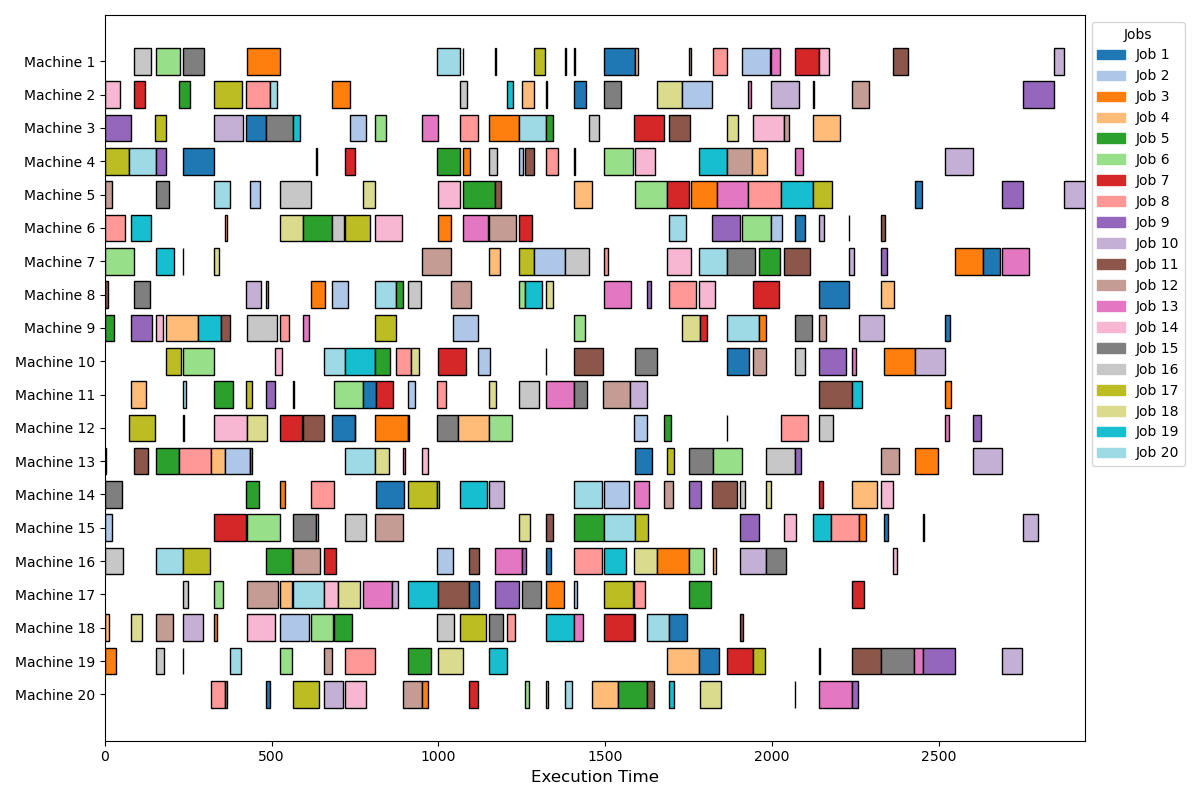 Machine 1
Machine 2
Machine 3
Machine 4
Machine 5
Machine 6
Machine 7
Machine 8
Machine 9
Machine 10
Machine 11
Machine 12
Machine 13
Machine 14
Machine 15
Machine 16
Machine 17
Machine 18
Machine 19
Machine 20
0 500 1000 1500 2000 2500
Execution Time
Jobs
Job 1
Job 2
Job 3
Job 4
Job 5
Job 6
Job 7
Job 8
Job 9
Job 10
Job 11
Job 12
Job 13
Job 14
Job 15
Job 16
Job 17
Job 18
Job 19
Job 20